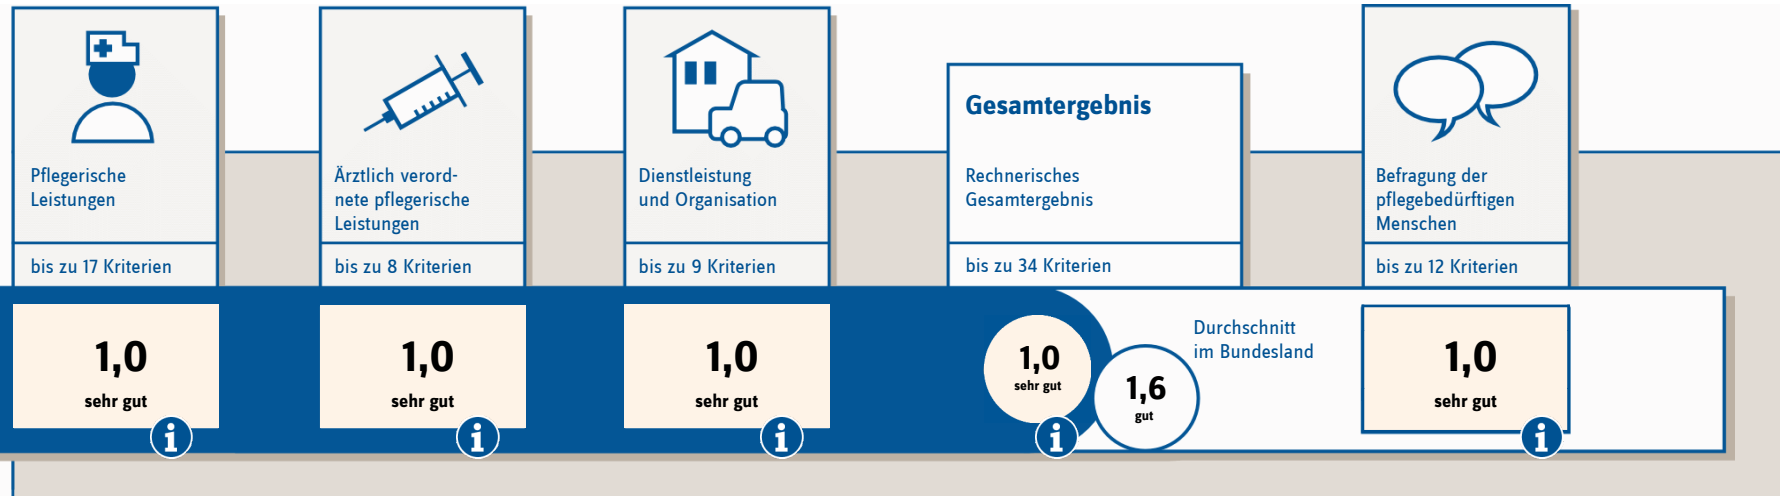 Pflegerische
Leistungen
bis zu 17 Kriterien
1,0
sehr gut
i
Ärztlich verord-
nete pflegerische
Leistungen
bis zu 8 Kriterien
1,0
sehr gut
i
Dienstleistung
und Organisation
bis zu 9 Kriterien
1,0
sehr gut
i
Gesamtergebnis
Rechnerisches
Gesamtergebnis
bis zu 34 Kriterien
1,0
sehr gut
i
1,6
gut
Durchschnitt
im Bundesland
Befragung der
pflegebedürftigen
Menschen
bis zu 12 Kriterien
1,0
sehr gut
i